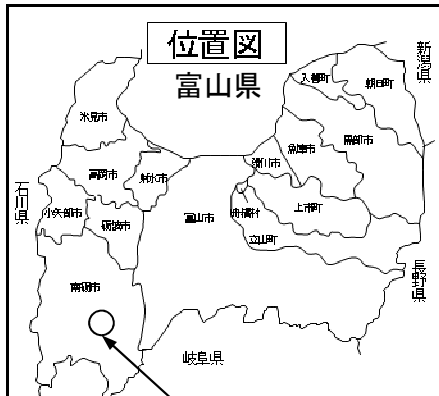 位置図
富山県
新潟県
入善町
朝日町
氷見市
魚津市
黒部市
滑川市
高岡市
射水市
石川県
小矢部市
砺波市
富山市
舟橋村
上市町
立山町
長野県
南砺市
岐阜県